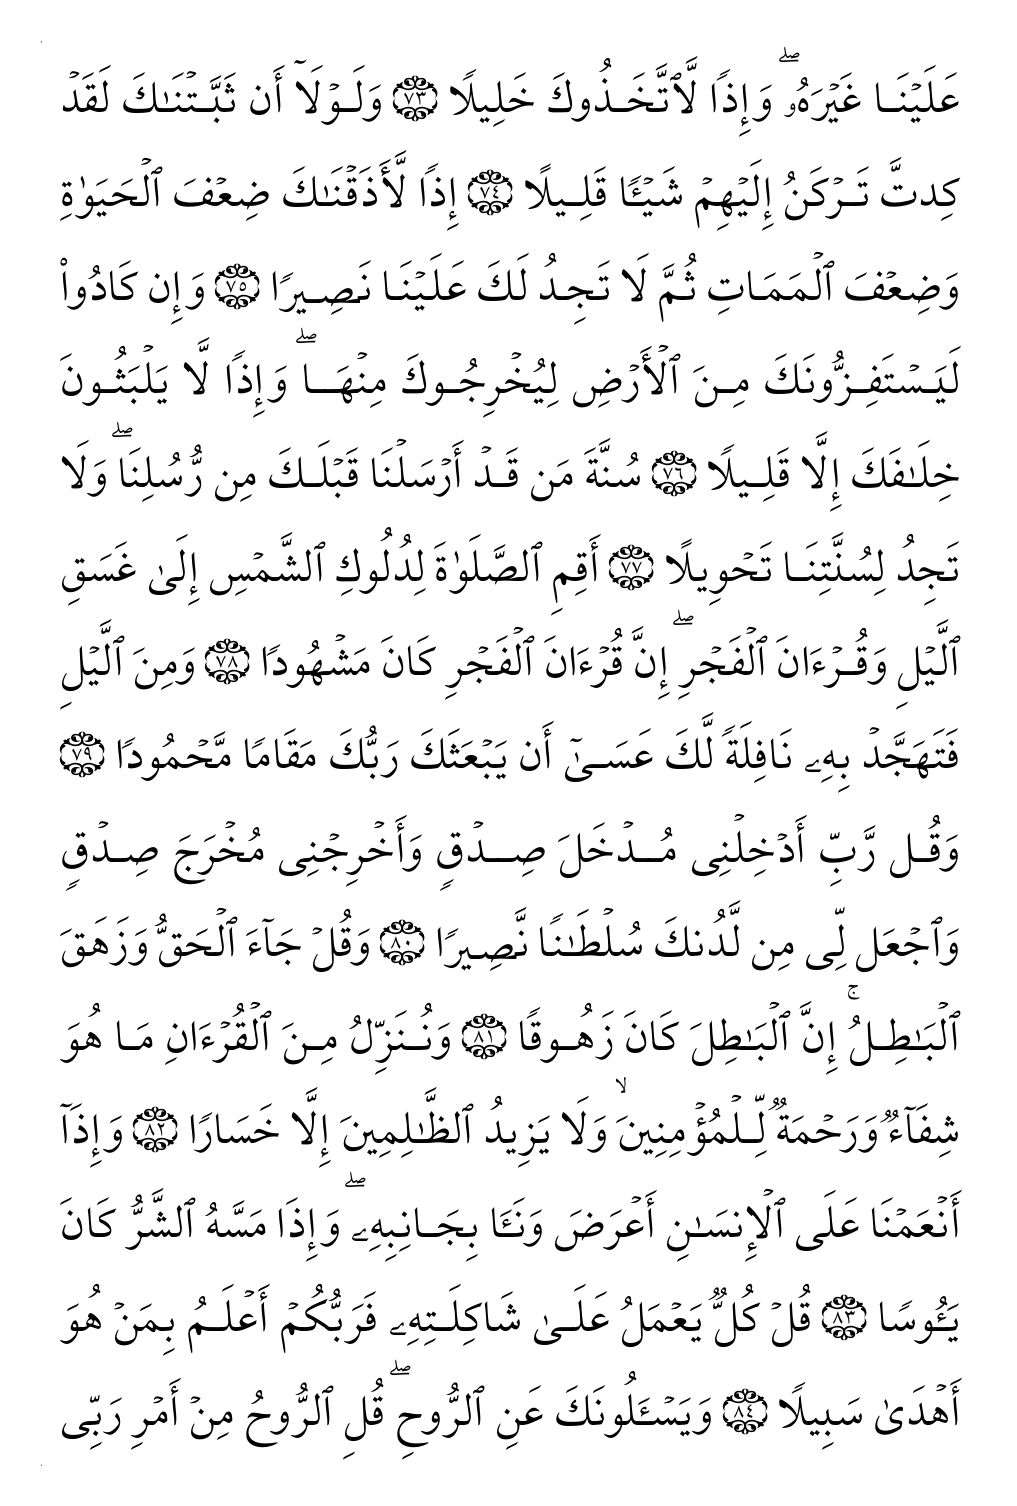 عَلَيۡنَا غَيۡرَهُۥۖ وَإِذٗا لَّٱتَّخَذُوكَ خَلِيلٗا ٧٣ وَلَوۡلَآ أَن ثَبَّتۡنَٰكَ لَقَدۡ
كِدتَّ تَرۡكَنُ إِلَيۡهِمۡ شَيۡـٔٗا قَلِيلًا ٧٤ إِذٗا لَّأَذَقۡنَٰكَ ضِعۡفَ ٱلۡحَيَوٰةِ
وَضِعۡفَ ٱلۡمَمَاتِ ثُمَّ لَا تَجِدُ لَكَ عَلَيۡنَا نَصِيرٗا ٧٥ وَإِن كَادُواْ
لَيَسۡتَفِزُّونَكَ مِنَ ٱلۡأَرۡضِ لِيُخۡرِجُوكَ مِنۡهَاۖ وَإِذٗا لَّا يَلۡبَثُونَ
خِلَٰفَكَ إِلَّا قَلِيلٗا ٧٦ سُنَّةَ مَن قَدۡ أَرۡسَلۡنَا قَبۡلَكَ مِن رُّسُلِنَاۖ وَلَا
تَجِدُ لِسُنَّتِنَا تَحۡوِيلًا ٧٧ أَقِمِ ٱلصَّلَوٰةَ لِدُلُوكِ ٱلشَّمۡسِ إِلَىٰ غَسَقِ
ٱلَّيۡلِ وَقُرۡءَانَ ٱلۡفَجۡرِۖ إِنَّ قُرۡءَانَ ٱلۡفَجۡرِ كَانَ مَشۡهُودٗا ٧٨ وَمِنَ ٱلَّيۡلِ
فَتَهَجَّدۡ بِهِۦ نَافِلَةٗ لَّكَ عَسَىٰٓ أَن يَبۡعَثَكَ رَبُّكَ مَقَامٗا مَّحۡمُودٗا ٧٩
وَقُل رَّبِّ أَدۡخِلۡنِي مُدۡخَلَ صِدۡقٖ وَأَخۡرِجۡنِي مُخۡرَجَ صِدۡقٖ
وَٱجۡعَل لِّي مِن لَّدُنكَ سُلۡطَٰنٗا نَّصِيرٗا ٨٠ وَقُلۡ جَآءَ ٱلۡحَقُّ وَزَهَقَ
ٱلۡبَٰطِلُۚ إِنَّ ٱلۡبَٰطِلَ كَانَ زَهُوقٗا ٨١ وَنُنَزِّلُ مِنَ ٱلۡقُرۡءَانِ مَا هُوَ
شِفَآءٞ وَرَحۡمَةٞ لِّلۡمُؤۡمِنِينَۙ وَلَا يَزِيدُ ٱلظَّٰلِمِينَ إِلَّا خَسَارٗا ٨٢ وَإِذَآ
أَنۡعَمۡنَا عَلَى ٱلۡإِنسَٰنِ أَعۡرَضَ وَنَـَٔا بِجَانِبِهِۦۖ وَإِذَا مَسَّهُ ٱلشَّرُّ كَانَ
يَـُٔوسٗا ٨٣ قُلۡ كُلّٞ يَعۡمَلُ عَلَىٰ شَاكِلَتِهِۦ فَرَبُّكُمۡ أَعۡلَمُ بِمَنۡ هُوَ
أَهۡدَىٰ سَبِيلٗا ٨٤ وَيَسۡـَٔلُونَكَ عَنِ ٱلرُّوحِۖ قُلِ ٱلرُّوحُ مِنۡ أَمۡرِ رَبِّي